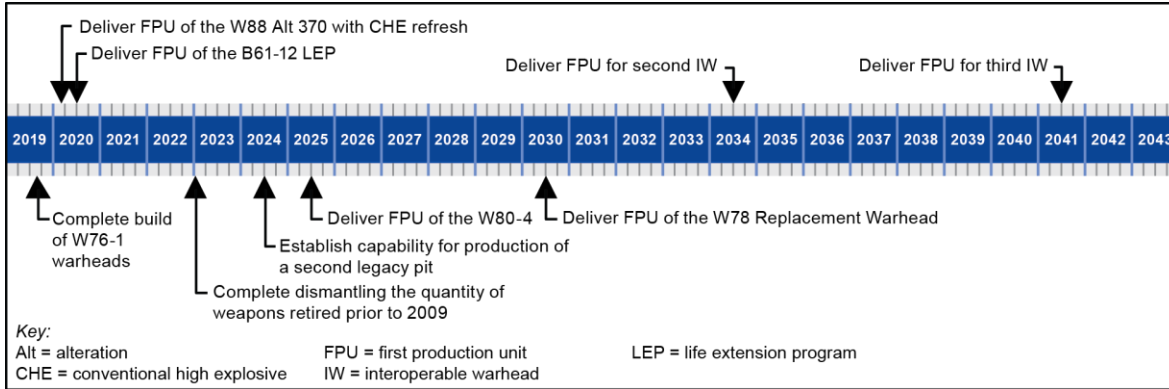 Deliver FPU of the W88 Alt 370 with CHE refresh
Deliver FPU of the B61-12 LEP
Deliver FPU for second IW
Deliver FPU for third IW
2019 2020 2021 2022 2023 2024 2025 2026 2027 2028 2029 2030 2031 2032 2033 2034 2035 2036 2037 2038 2039 2040 2041 2042 2043
Complete build
of W76-1
warheads
Deliver FPU of the W80-4
Deliver FPU of the W78 Replacement Warhead
Establish capability for production of
a second legacy pit
Complete dismantling the quantity of
weapons retired prior to 2009
Key:
Alt = alteration
FPU = first production unit
LEP = life extension program
CHE = conventional high explosive
IW = interoperable warhead